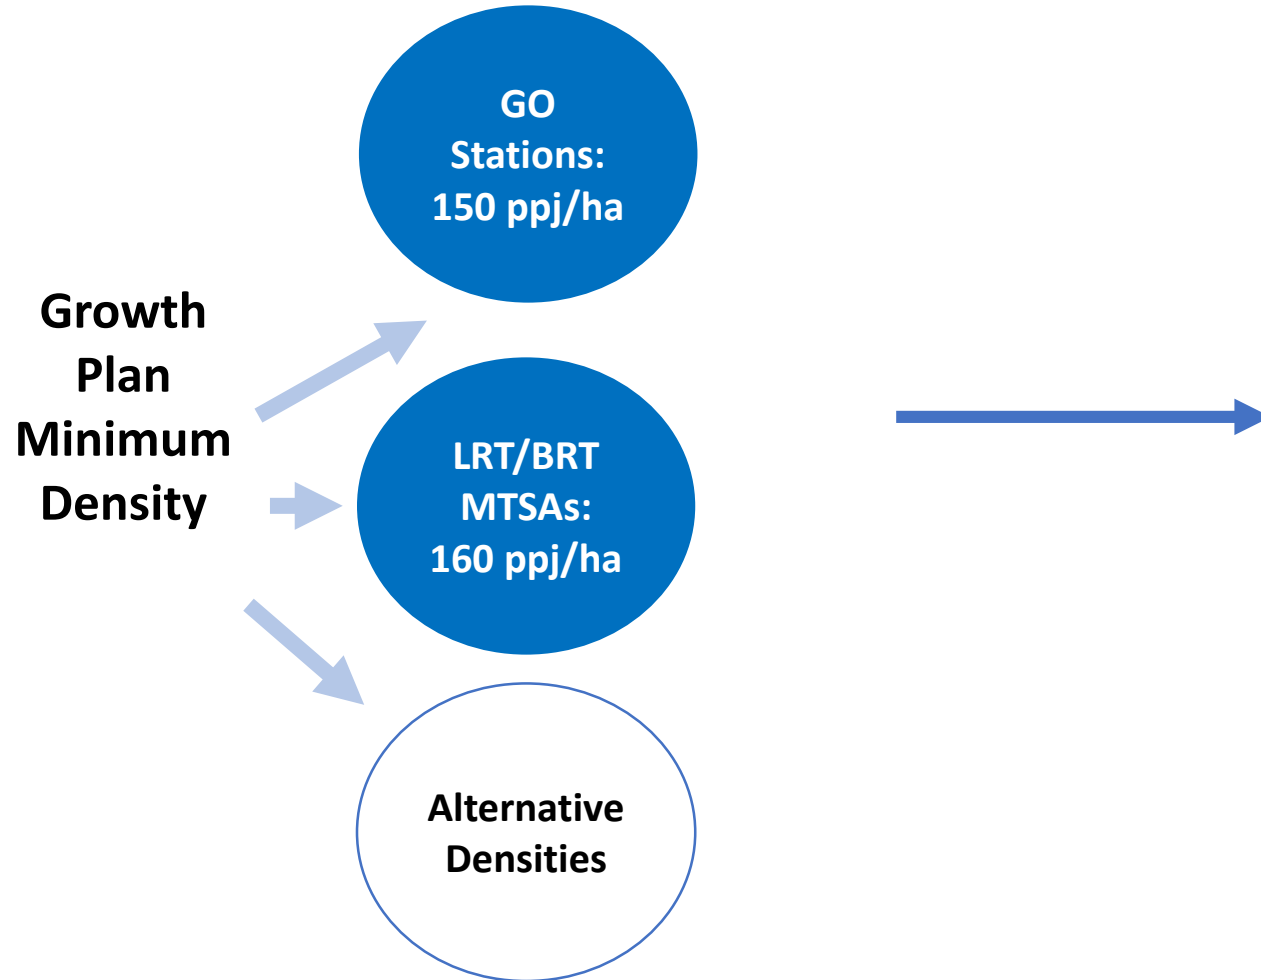 Growth
Plan
Minimum
Density
GO
Stations:
150 ppj/ha
LRT/BRT
MTSAs:
160 ppj/ha
Alternative
Densities